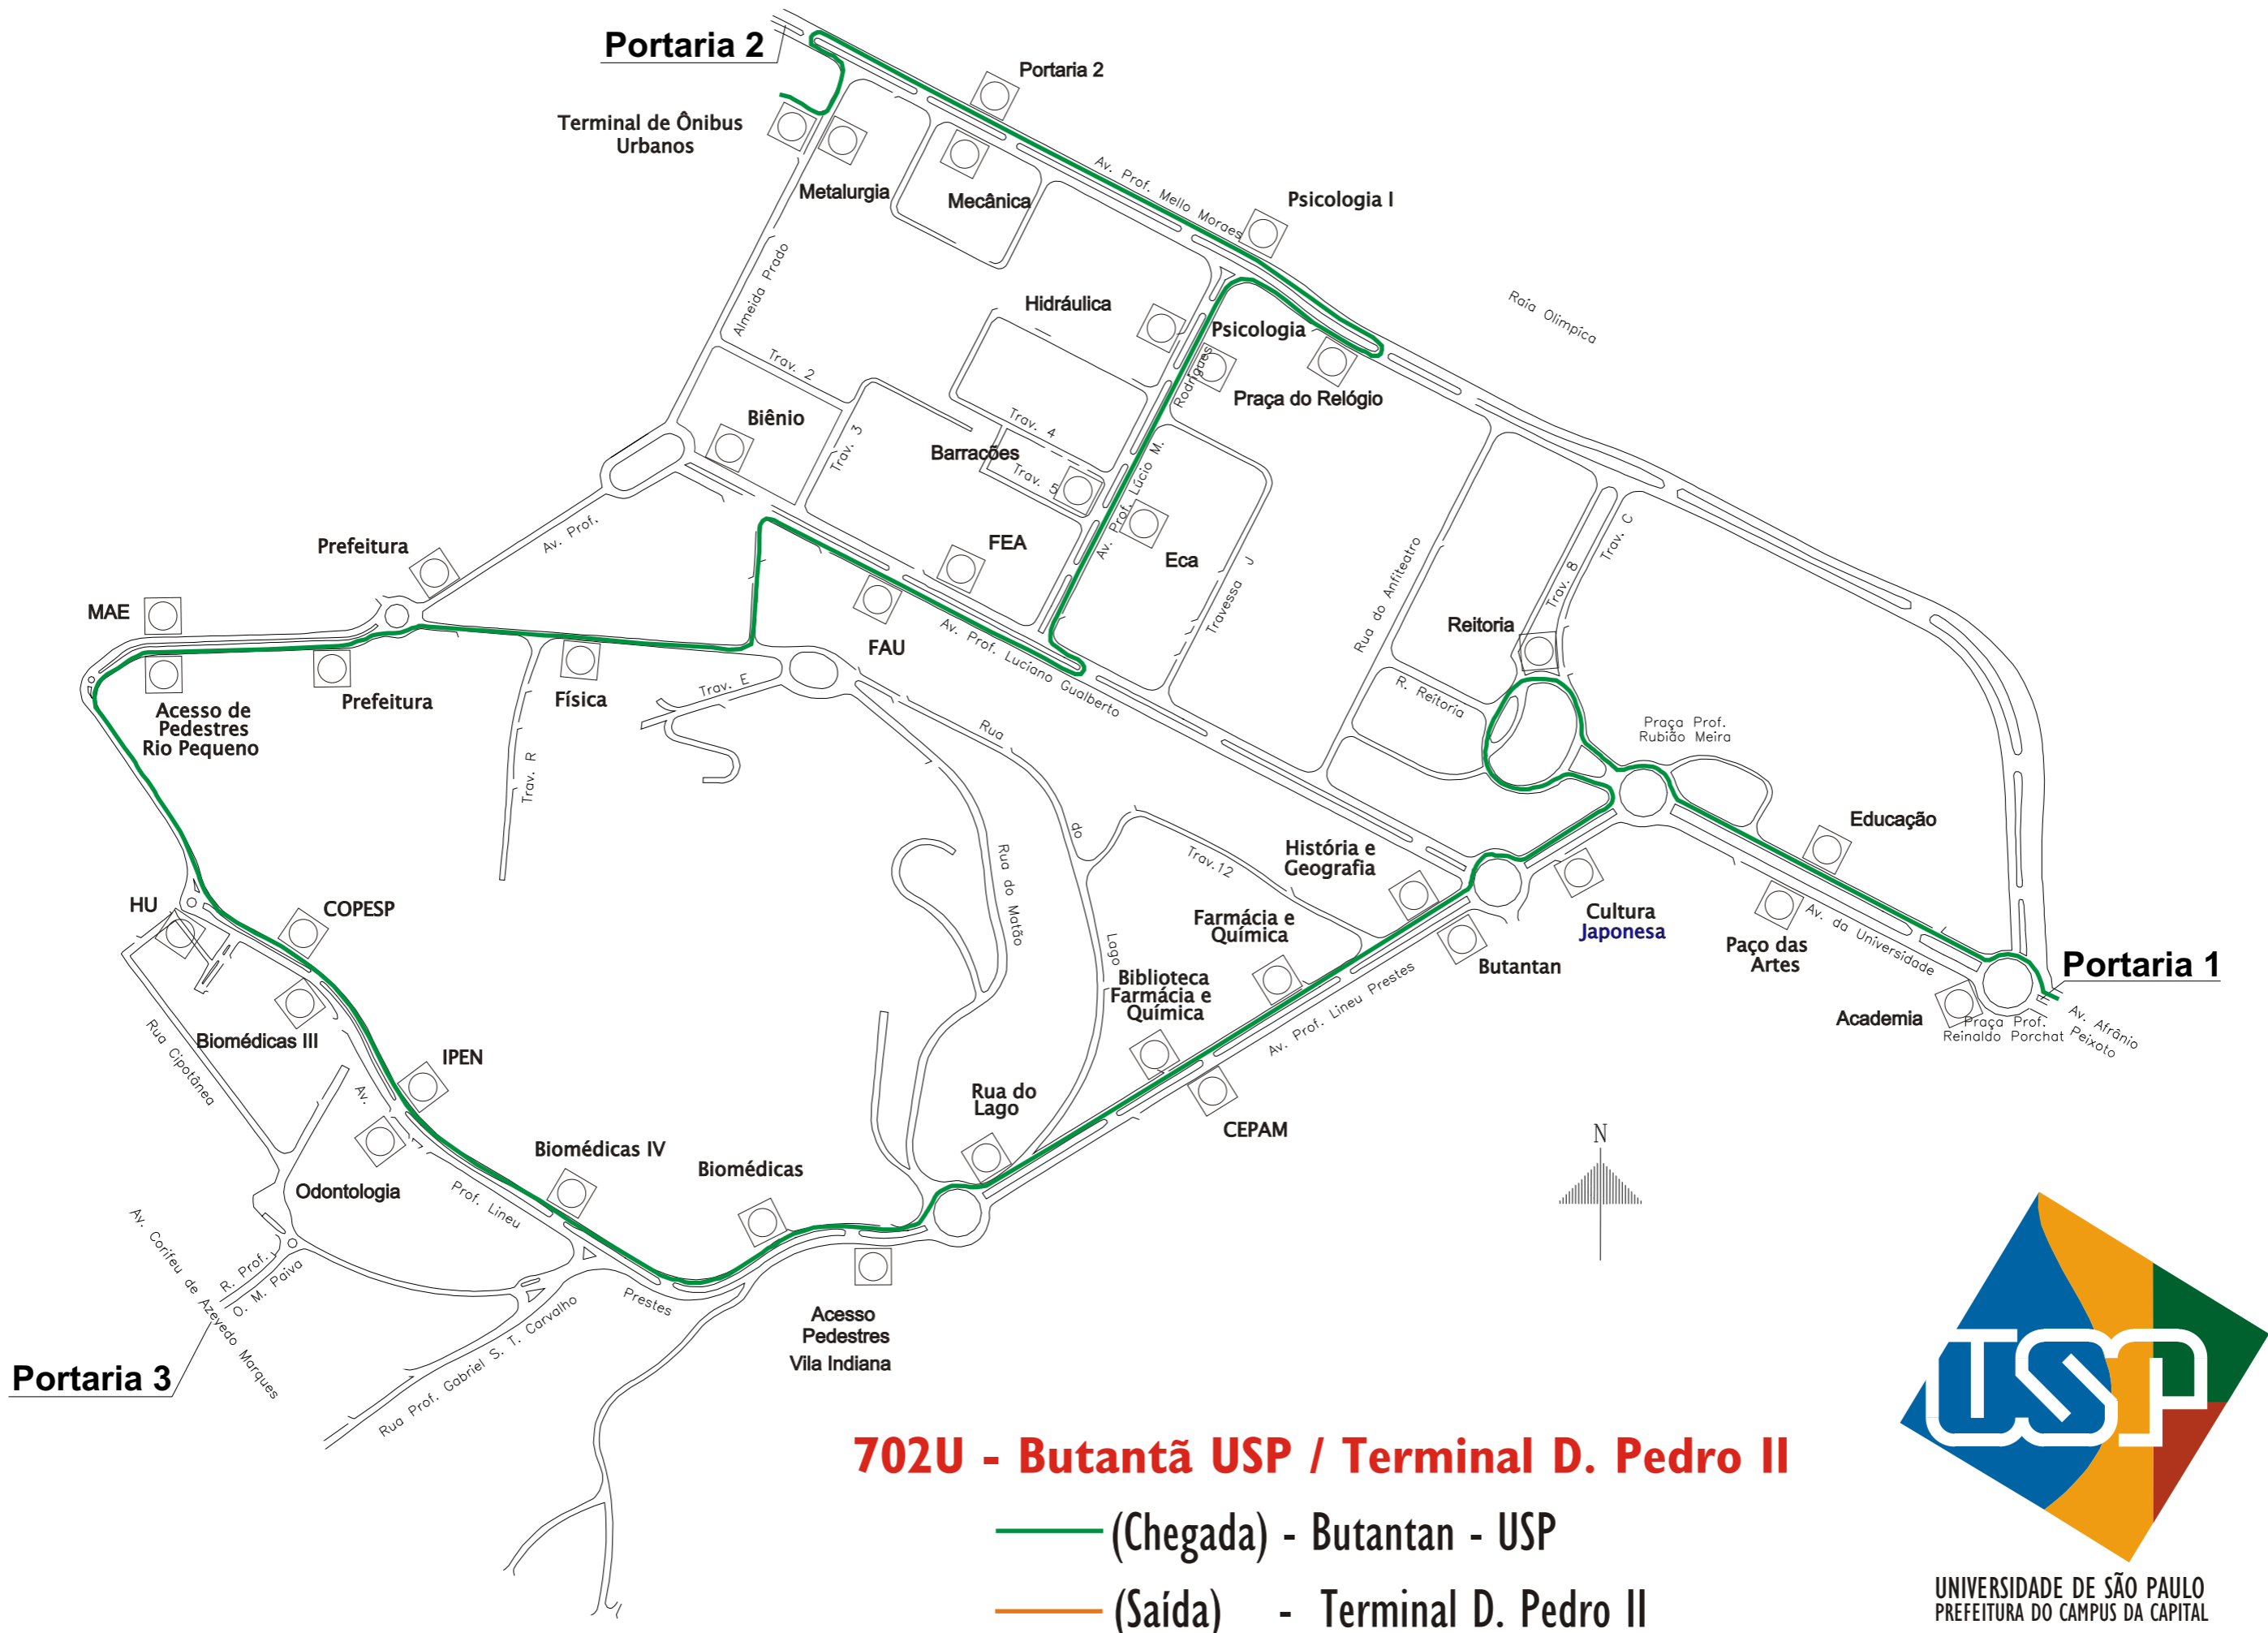 Portaria 2
Portaria 2
Terminal de Ônibus
Urbanos
Metalurgia
Mecânica
Av. Prof. Mello Moraes
Psicologia I
Raia Olimpica
Almeida Prado
Hidráulica
Psicologia
Rodrigues
Praça do Relógio
Trav. 2
Biênio
Trav. 3
Trav. 4
Barracões
Trav. 5
Av. Prof. Lúcio M.
Av. Prof.
Prefeitura
FEA
Eca
Travessa J
Rua do Anfiteatro
Trav. 8
Trav. C
MAE
Reitoria
FAU
Av. Prof. Luciano Gualberto
Trav. E
R. Reitoria
Praça Prof.
Rubião Meira
Acesso de
Pedestres
Rio Pequeno
Prefeitura
Física
Trav. R
Rua
do
Lago
Rua do Matão
Trav.12
Educação
História e
Geografia
HU
COPESP
Farmácia e
Química
Cultura
Japonesa
Paço das
Artes
Av. da Universidade
Butantan
Portaria 1
Biblioteca
Farmácia e
Química
Av. Prof. Lineu Prestes
Academia
Praça Prof.
Reinaldo Porchat
Av. Afrânio
Peixoto
Biomédicas III
Rua Cipotânea
IPEN
Av.
Rua do
Lago
CEPAM
N
Biomédicas IV
Biomédicas
Odontologia
Prof. Lineu
Prestes
Av. Corifeu de Azevedo Marques
R. Prof.
O. M. Paiva
Acesso
Pedestres
Vila Indiana
Rua Prof. Gabriel S. T. Carvalho
Portaria 3
702U - Butantã USP / Terminal D. Pedro II
(Chegada) - Butantan - USP
(Saída) - Terminal D. Pedro II
USP
UNIVERSIDADE DE SÃO PAULO
PREFEITURA DO CAMPUS DA CAPITAL